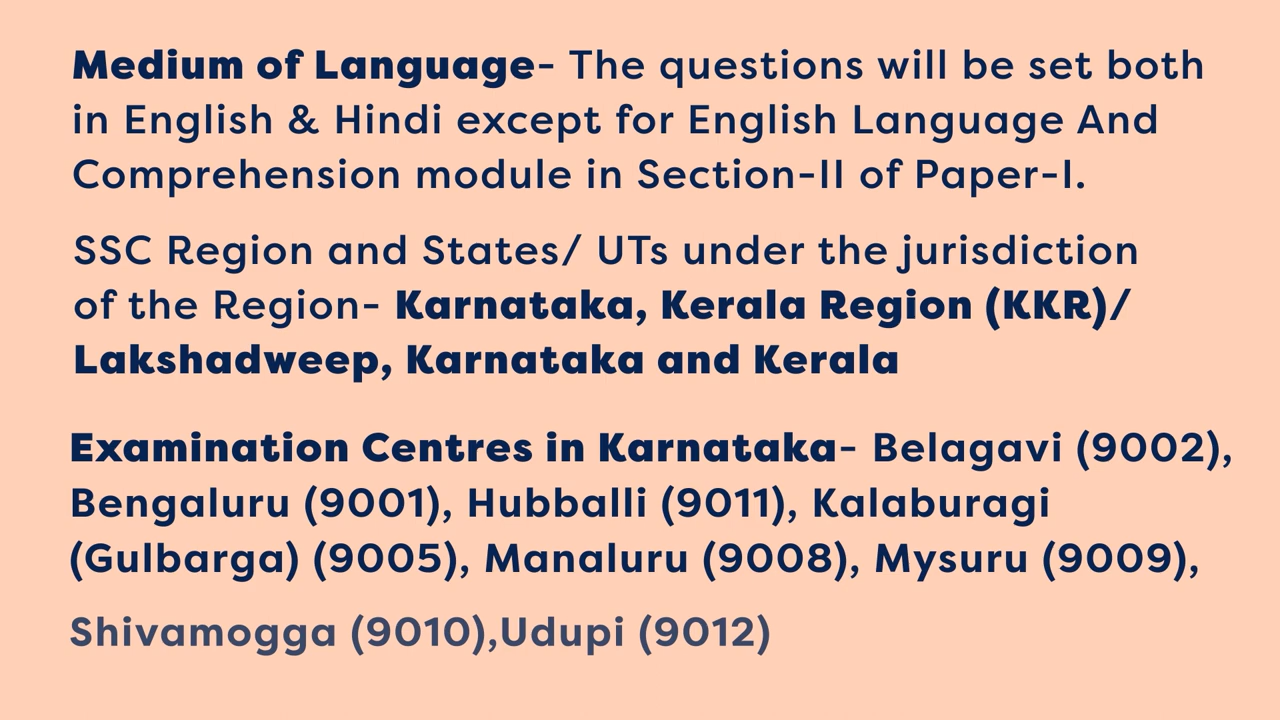 Medium of Language- The questions will be set both
in English & Hindi except for English Language And
Comprehension module in Section-II of Paper-I.
SSC Region and States/ UTs under the jurisdiction
of the Region- Karnataka, Kerala Region (KKR)/
Lakshadweep, Karnataka and Kerala
Examination Centres in Karnataka- Belagavi (9002),
Bengaluru (9001), Hubballi (9011), Kalaburagi
(Gulbarga) (9005), Manaluru (9008), Mysuru (9009),
Shivamogga (9010),Udupi (9012)